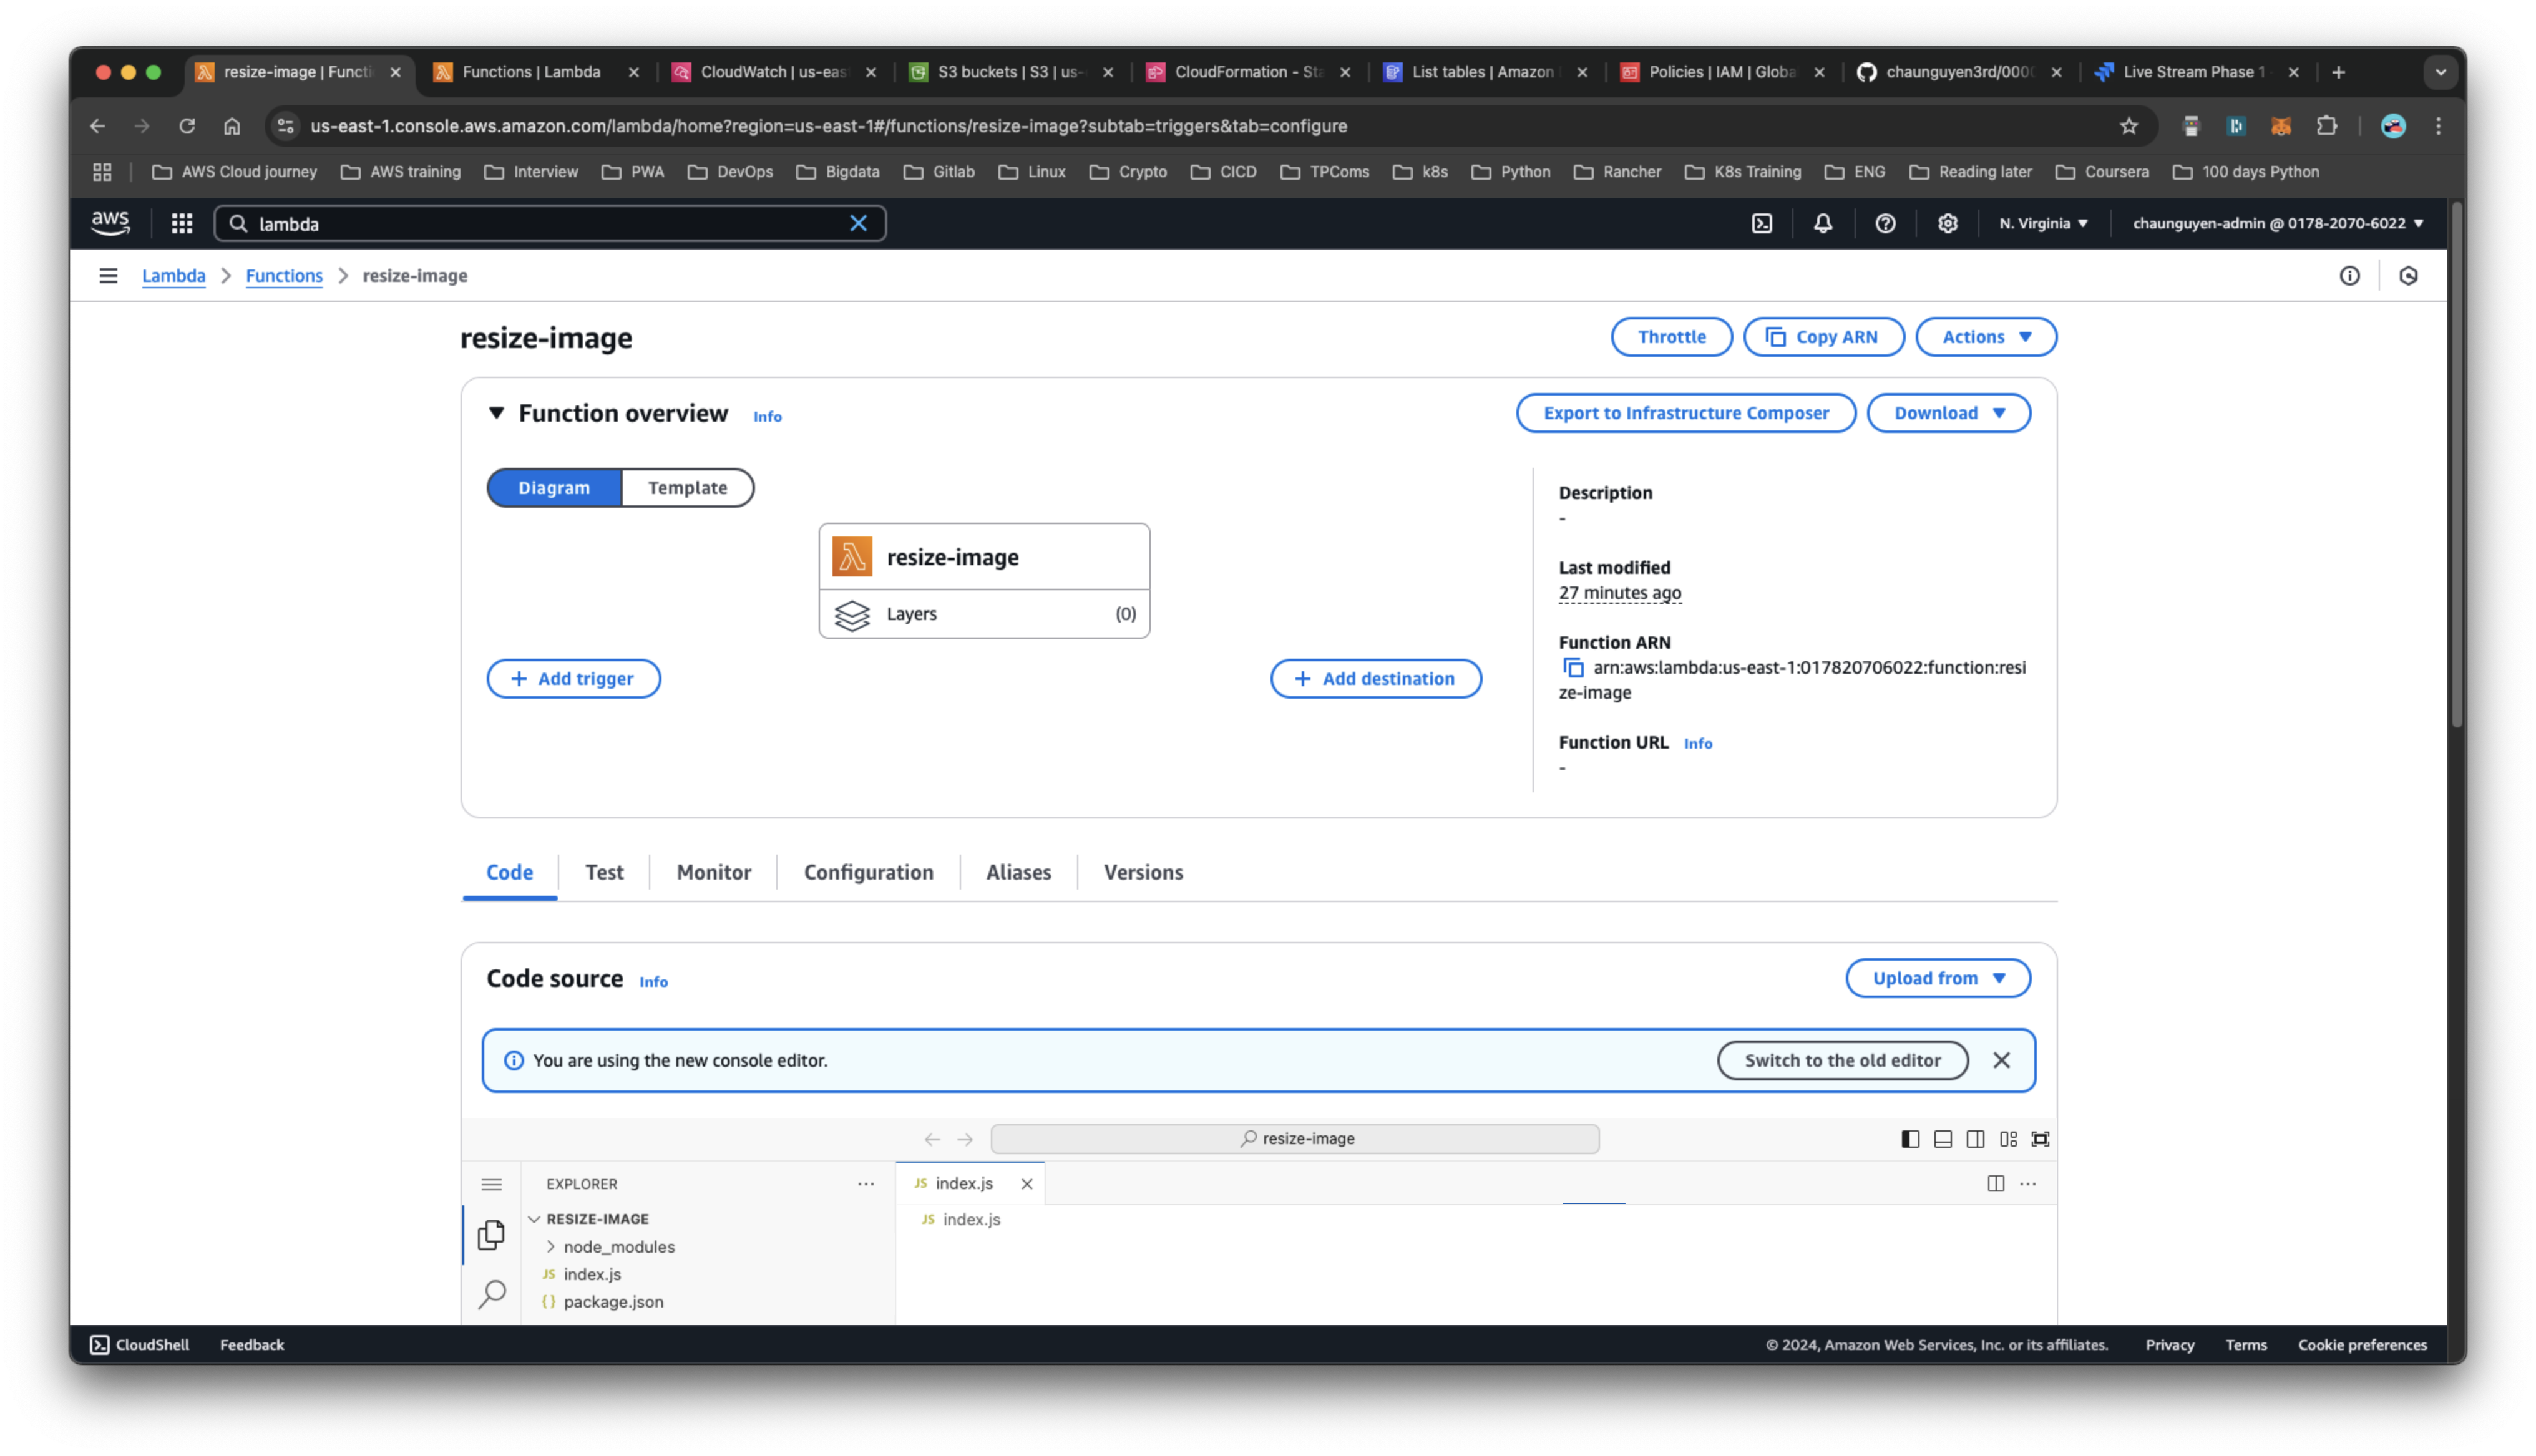 resize-image | Functi
Functions | Lambda
CloudWatch | us-eas
S3 buckets | S3 | us-
CloudFormation - Sta
List tables | Amazon
Policies | IAM | Globa
chaunguyen3rd/000
Live Stream Phase 1
us-east-1.console.aws.amazon.com/lambda/home?region=us-east-1#/functions/resize-image?subtab=triggers&tab=configure
AWS Cloud journey
AWS training
Interview
PWA
DevOps
Bigdata
Gitlab
Linux
Crypto
CICD
TPComs
k8s
Python
Rancher
K8s Training
ENG
Reading later
Coursera
100 days Python
aws
lambda
N. Virginia
chaunguyen-admin @ 0178-2070-6022
Lambda > Functions > resize-image
resize-image
Throttle
Copy ARN
Actions
Function overview Info
Export to Infrastructure Composer
Download
Diagram
Template
resize-image
Layers (0)
+ Add trigger
+ Add destination
Description
-
Last modified
27 minutes ago
Function ARN
arn:aws:lambda:us-east-1:017820706022:function:resi
ze-image
Function URL Info
-
Code
Test
Monitor
Configuration
Aliases
Versions
Code source Info
Upload from
You are using the new console editor.
Switch to the old editor
resize-image
EXPLORER
JS index.js
RESIZE-IMAGE
JS index.js
node_modules
JS index.js
{} package.json
CloudShell
Feedback
© 2024, Amazon Web Services, Inc. or its affiliates.
Privacy
Terms
Cookie preferences